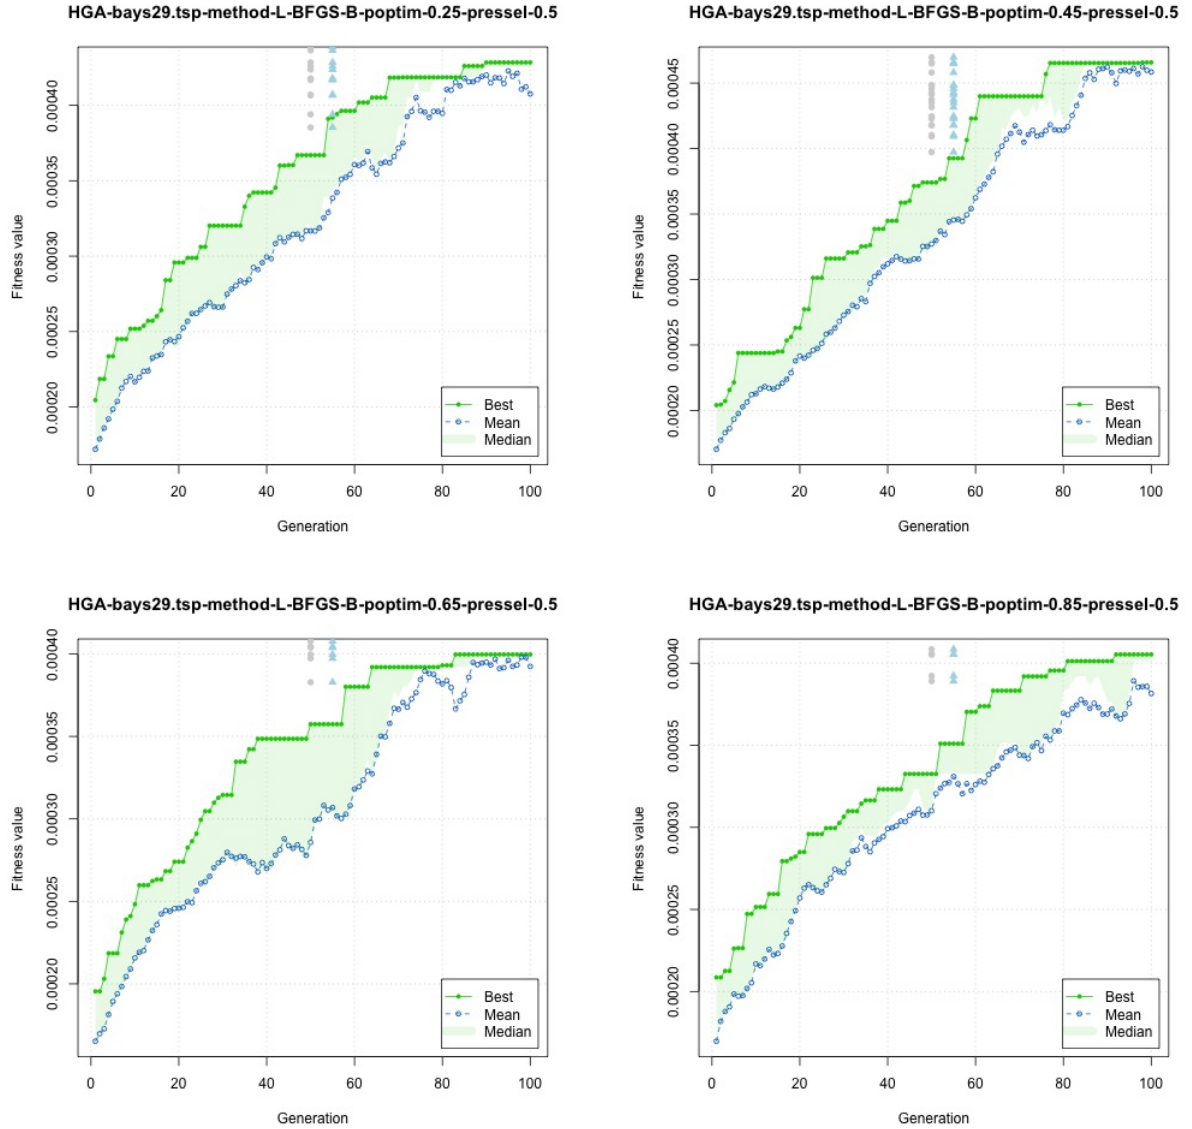 HGA-bays29.tsp-method-L-BFGS-B-poptim-0.25-pressel-0.5
Fitness value
0.00040
0.00035
0.00030
0.00025
0.00020
Best
Mean
Median
0 20 40 60 80 100
Generation
HGA-bays29.tsp-method-L-BFGS-B-poptim-0.45-pressel-0.5
Fitness value
0.00045
0.00040
0.00035
0.00030
0.00025
0.00020
Best
Mean
Median
0 20 40 60 80 100
Generation
HGA-bays29.tsp-method-L-BFGS-B-poptim-0.65-pressel-0.5
Fitness value
0.00040
0.00035
0.00030
0.00025
0.00020
Best
Mean
Median
0 20 40 60 80 100
Generation
HGA-bays29.tsp-method-L-BFGS-B-poptim-0.85-pressel-0.5
Fitness value
0.00040
0.00035
0.00030
0.00025
0.00020
Best
Mean
Median
0 20 40 60 80 100
Generation